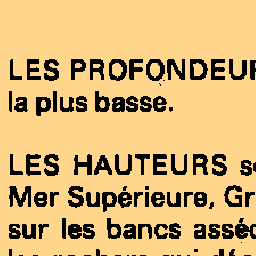 LES PROFONDEUR
la plus basse.
LES HAUTEURS
Mer Supérieure, Gr
sur les bancs asséc